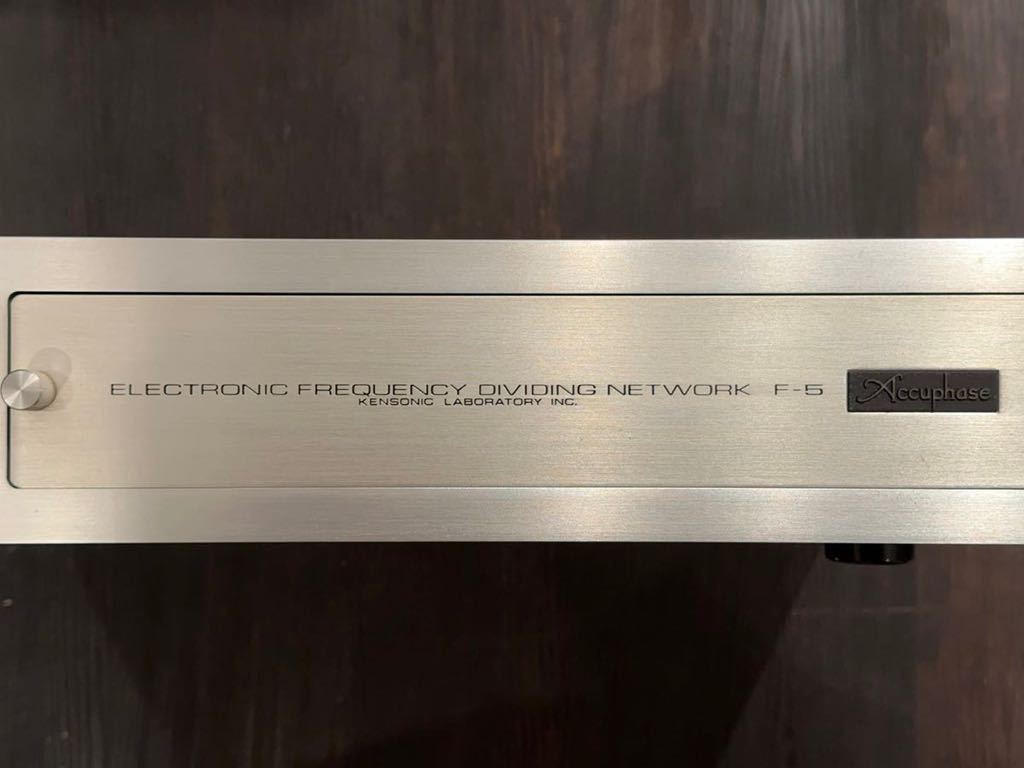 ELECTRONIC FREQUENCY DIVIDING NETWORK F-5
KENSONIC LABORATORY INC.
Accuphase